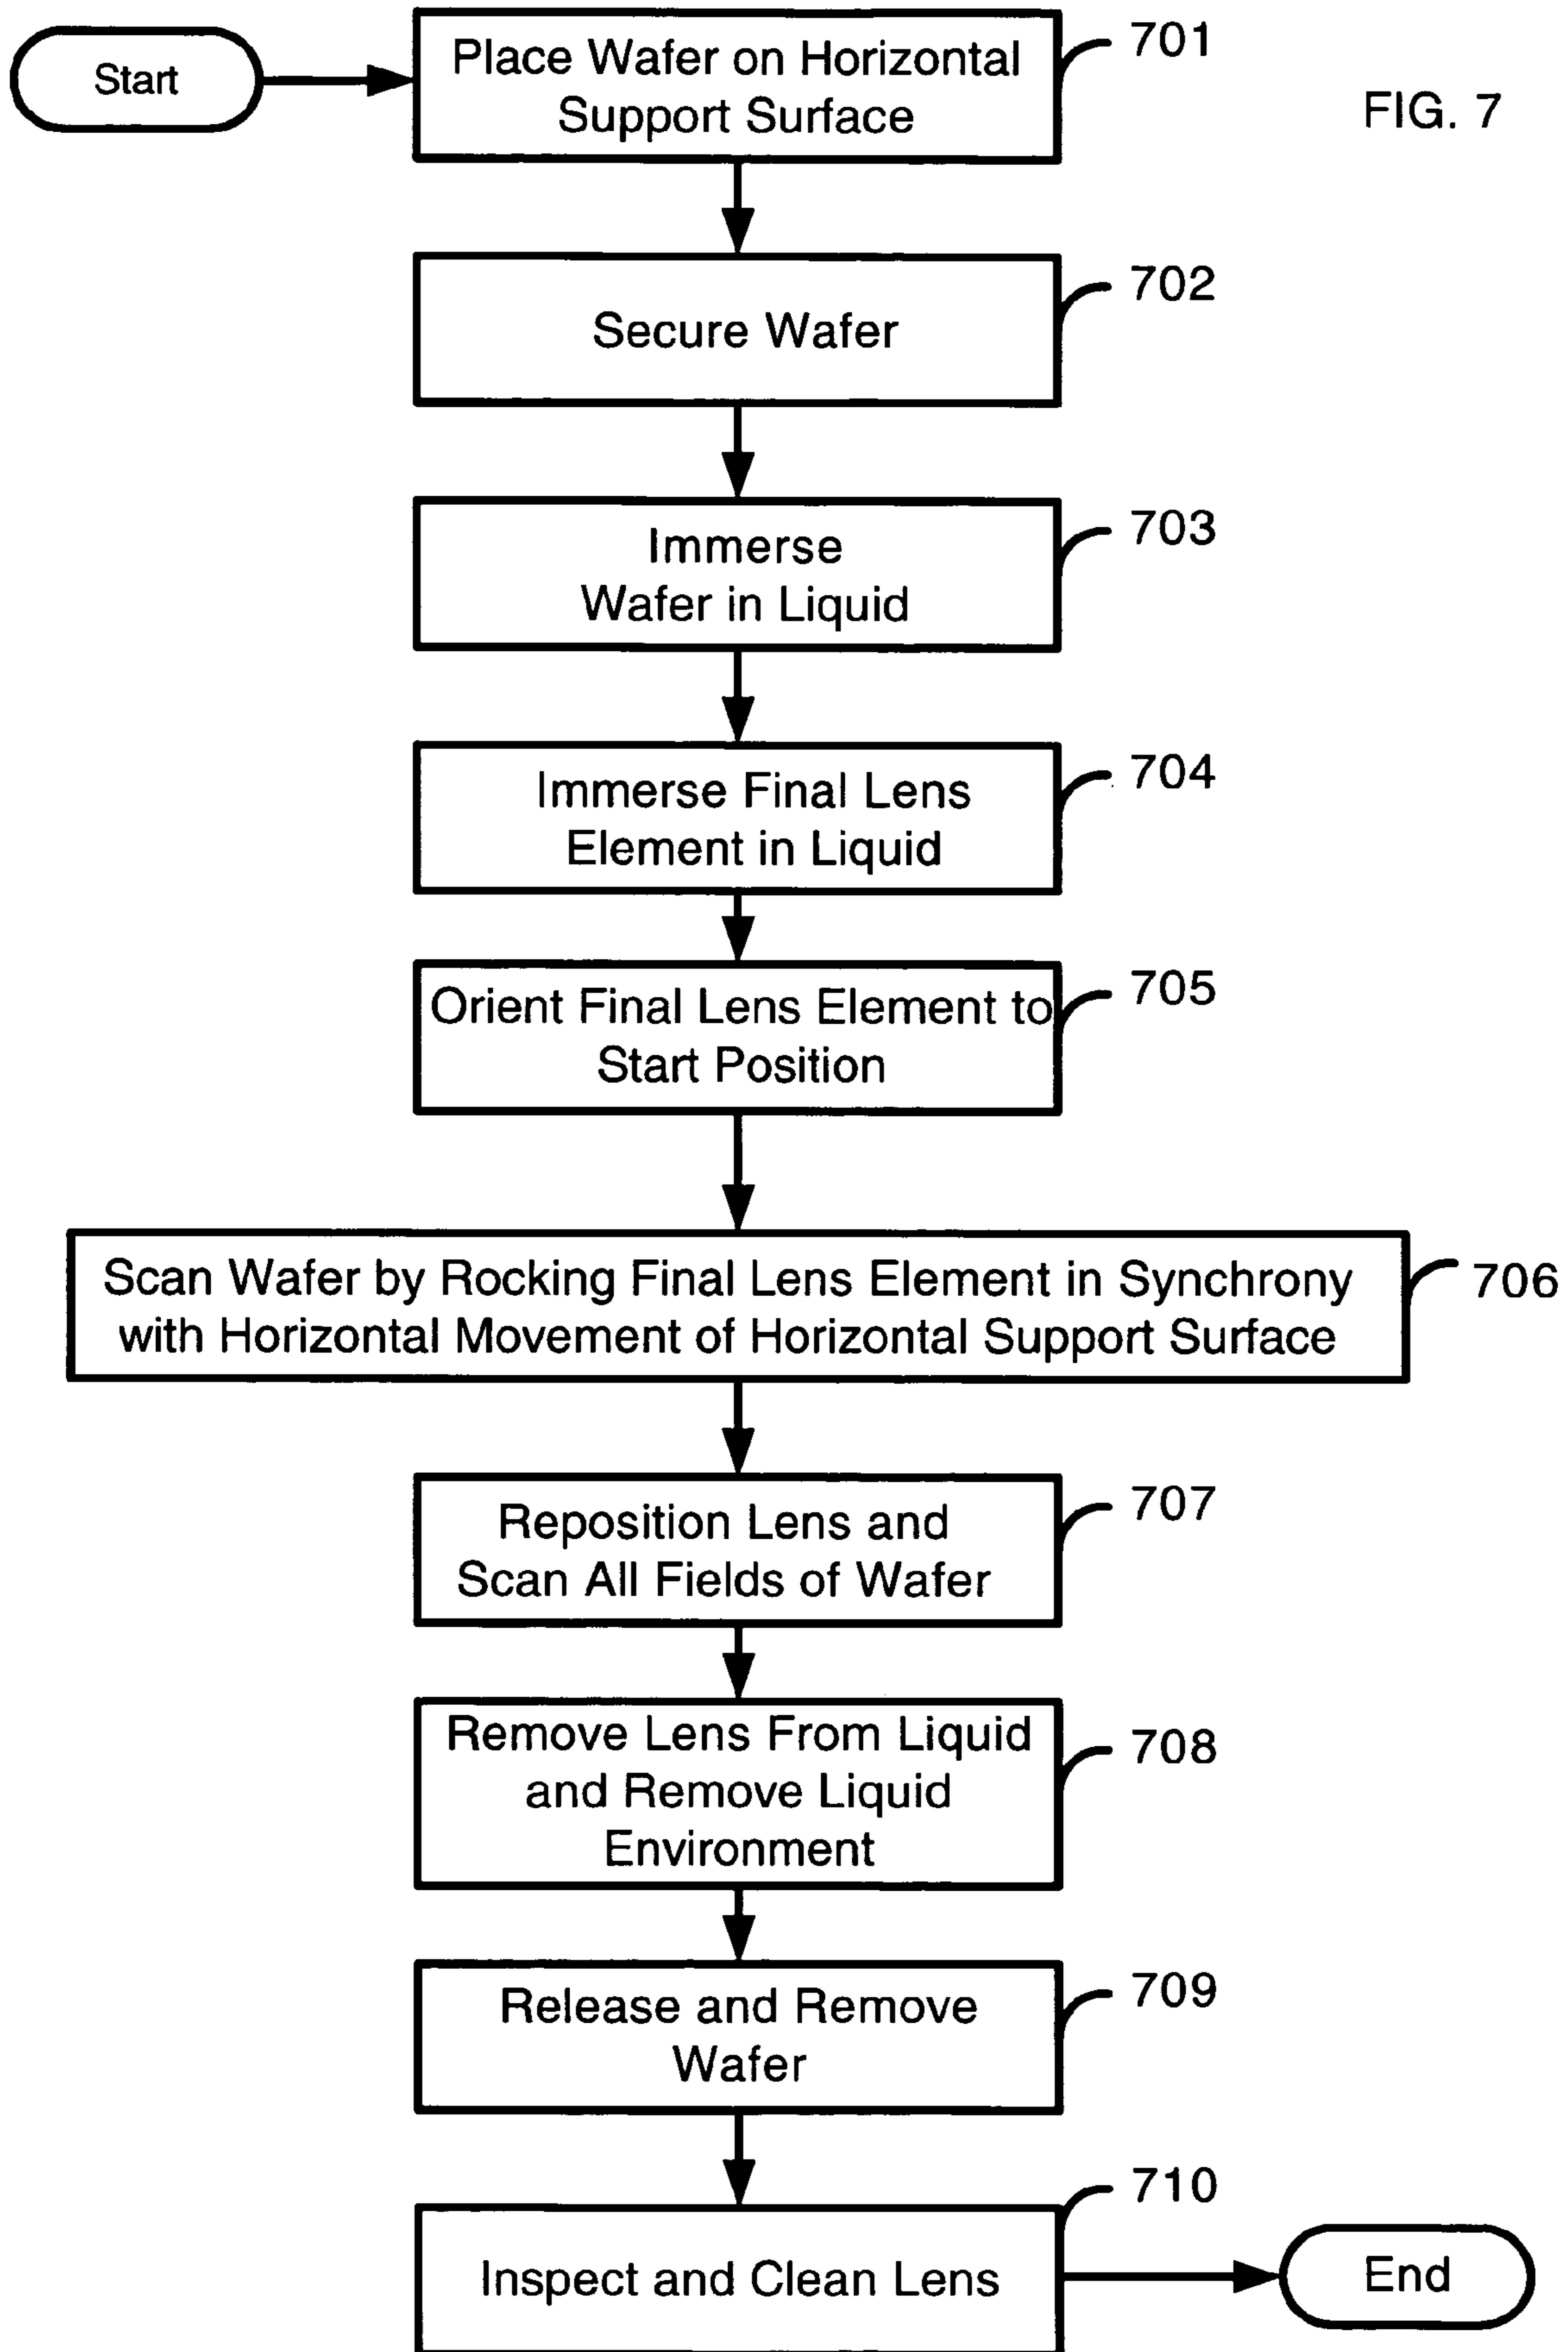 Start
Place Wafer on Horizontal
Support Surface
701
FIG. 7
Secure Wafer
702
Immerse
Wafer in Liquid
703
Immerse Final Lens
Element in Liquid
704
Orient Final Lens Element to
Start Position
705
Scan Wafer by Rocking Final Lens Element in Synchrony
with Horizontal Movement of Horizontal Support Surface
706
Reposition Lens and
Scan All Fields of Wafer
707
Remove Lens From Liquid
and Remove Liquid
Environment
708
Release and Remove
Wafer
709
Inspect and Clean Lens
710
End